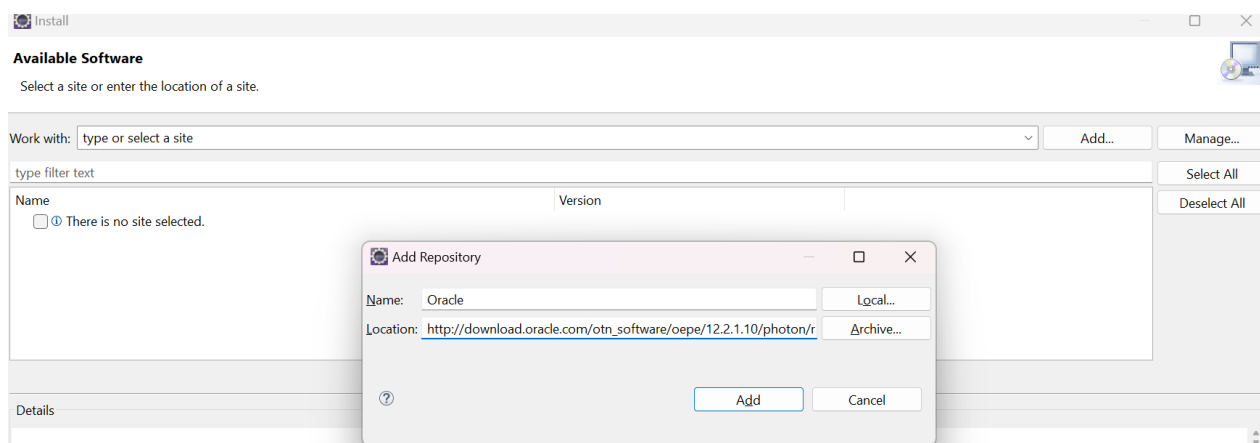 Install
Available Software
Select a site or enter the location of a site.
Work with: type or select a site Add... Manage...
type filter text Select All
Name Version Deselect All
There is no site selected.
Add Repository
Name: Oracle Local...
Location: http://download.oracle.com/otn_software/oepe/12.2.1.10/photon/r Archive...
Add Cancel
Details